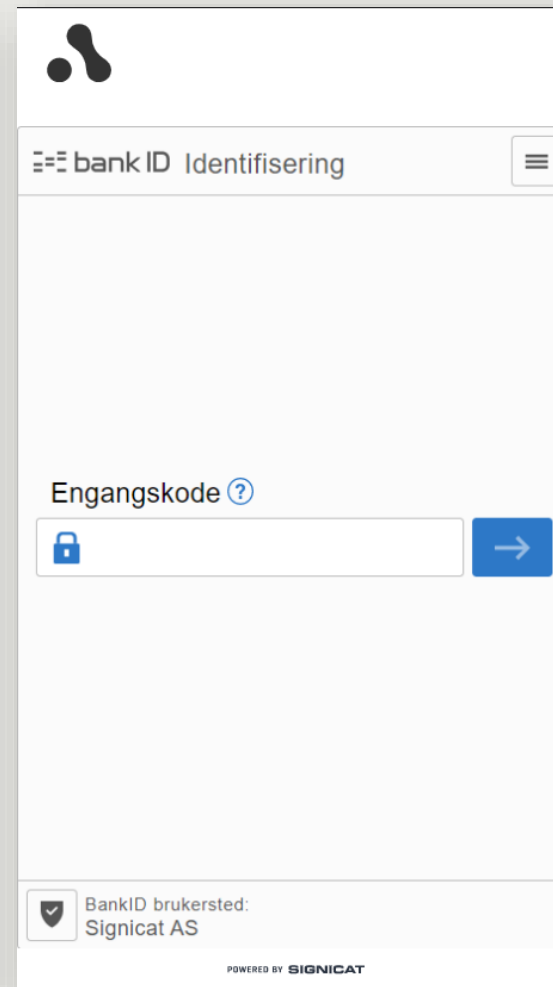 bank ID Identifisering
Engangskode ?
BankID brukersted:
Signicat AS
POWERED BY SIGNICAT